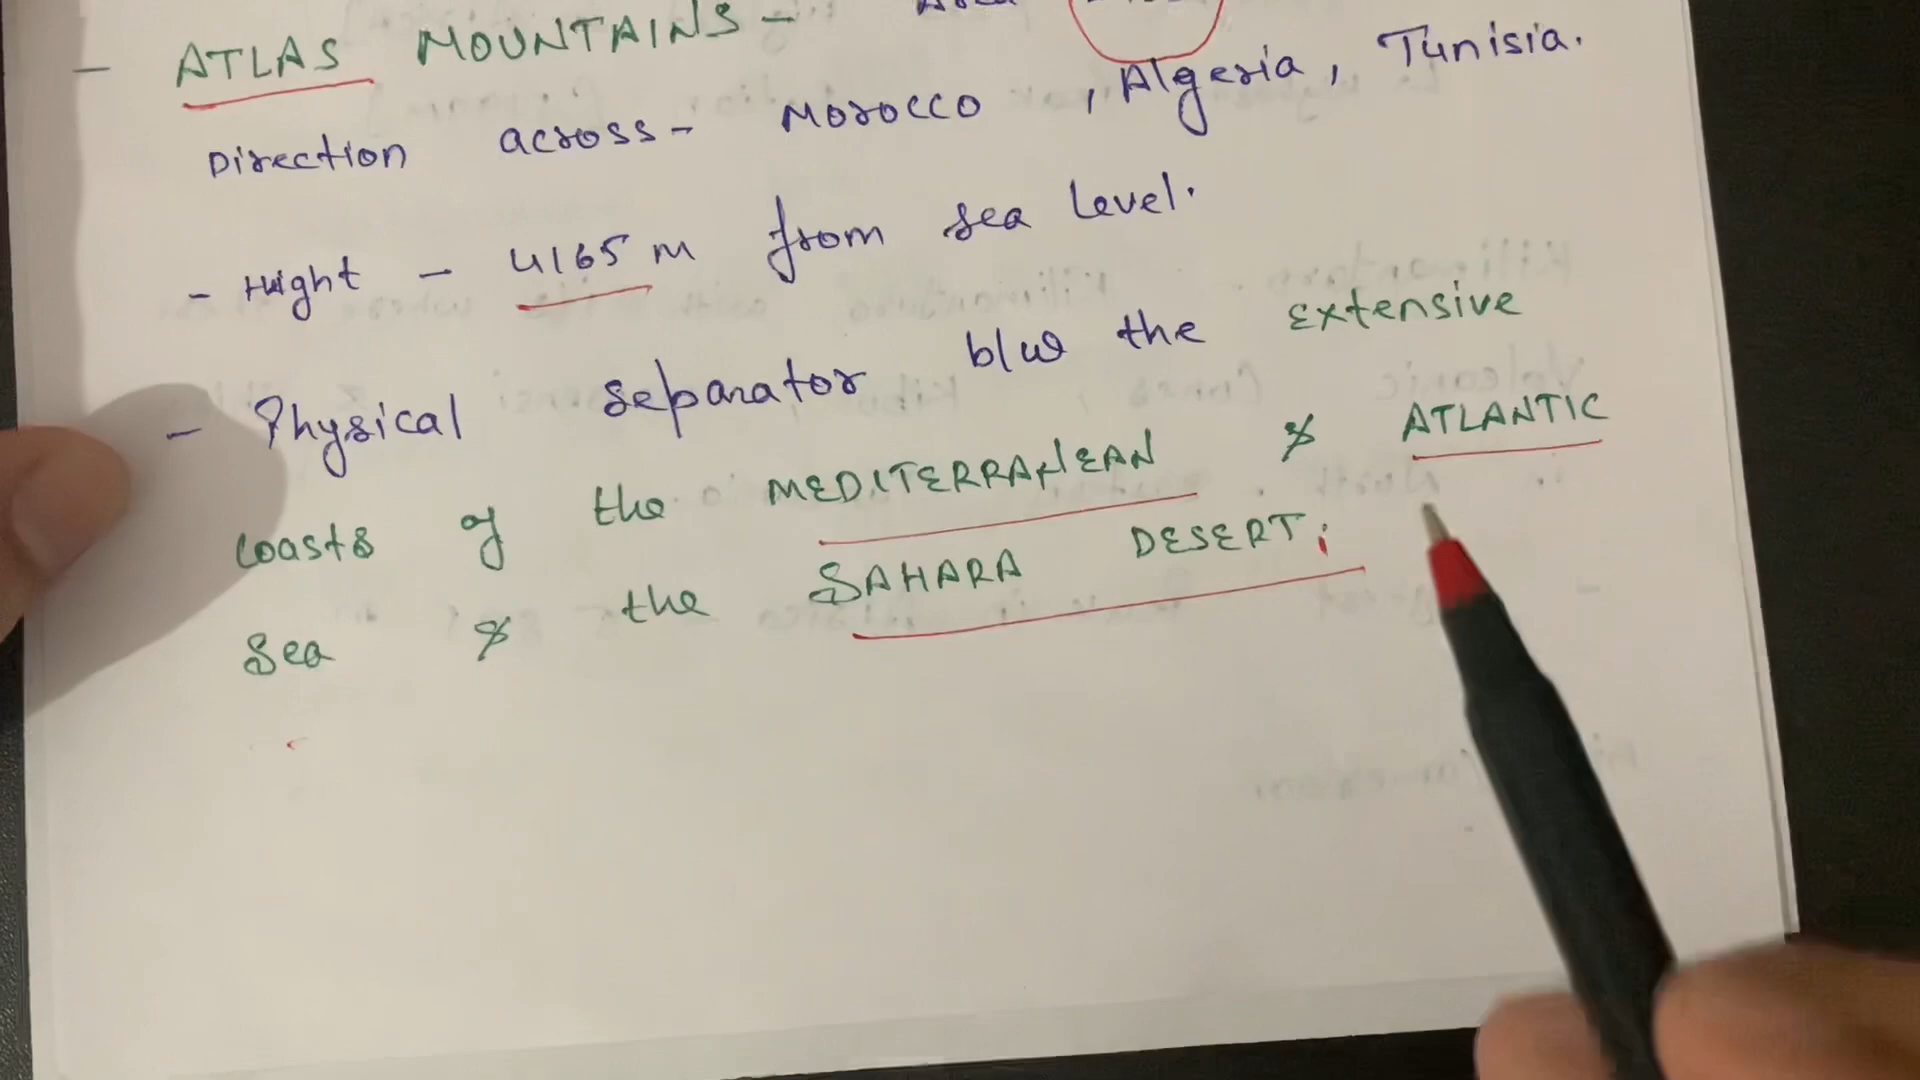 - ATLAS MOUNTAINS -
Direction across - Morocco , Algeria , Tunisia.
- Hight - 4165 m from sea level.
- Physical separator b/w the extensive
coasts of the MEDITERRANEAN & ATLANTIC
Sea & the SAHARA DESERT.